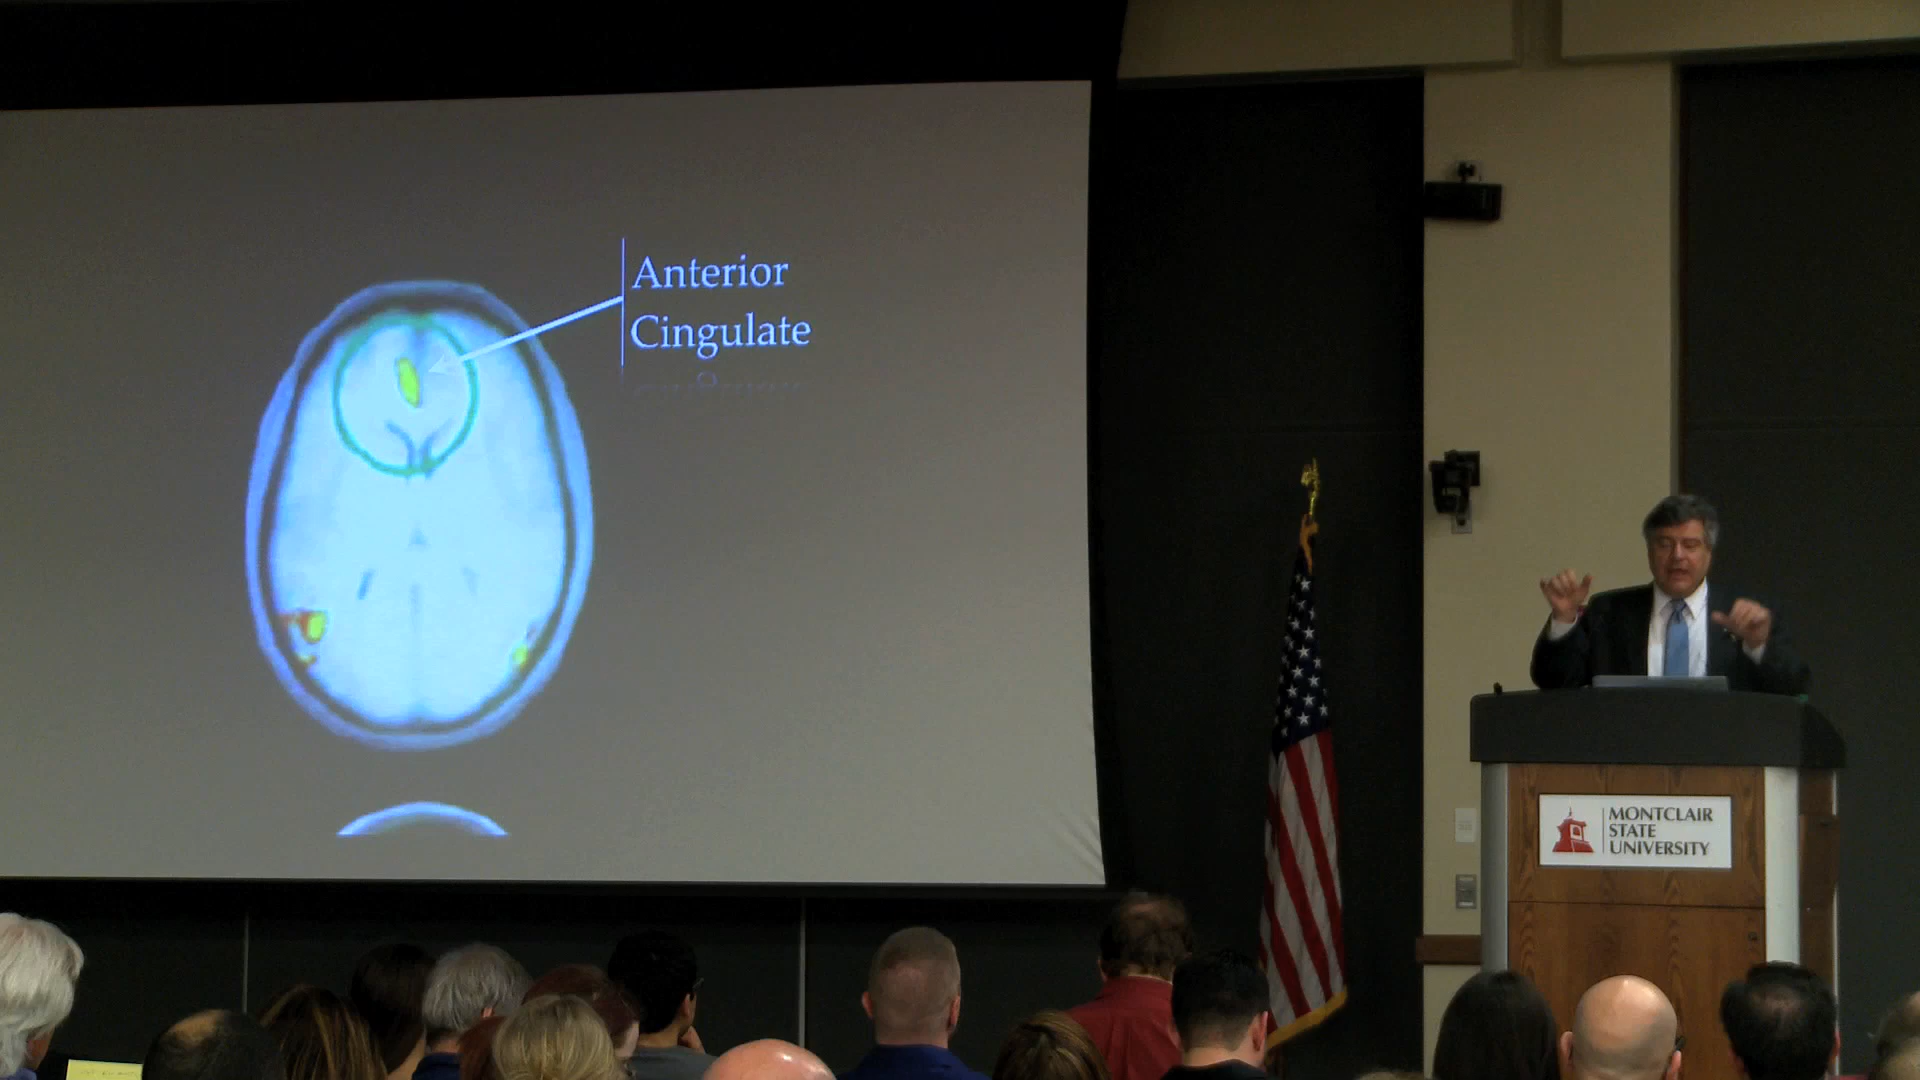 Anterior
Cingulate
MONTCLAIR
STATE
UNIVERSITY